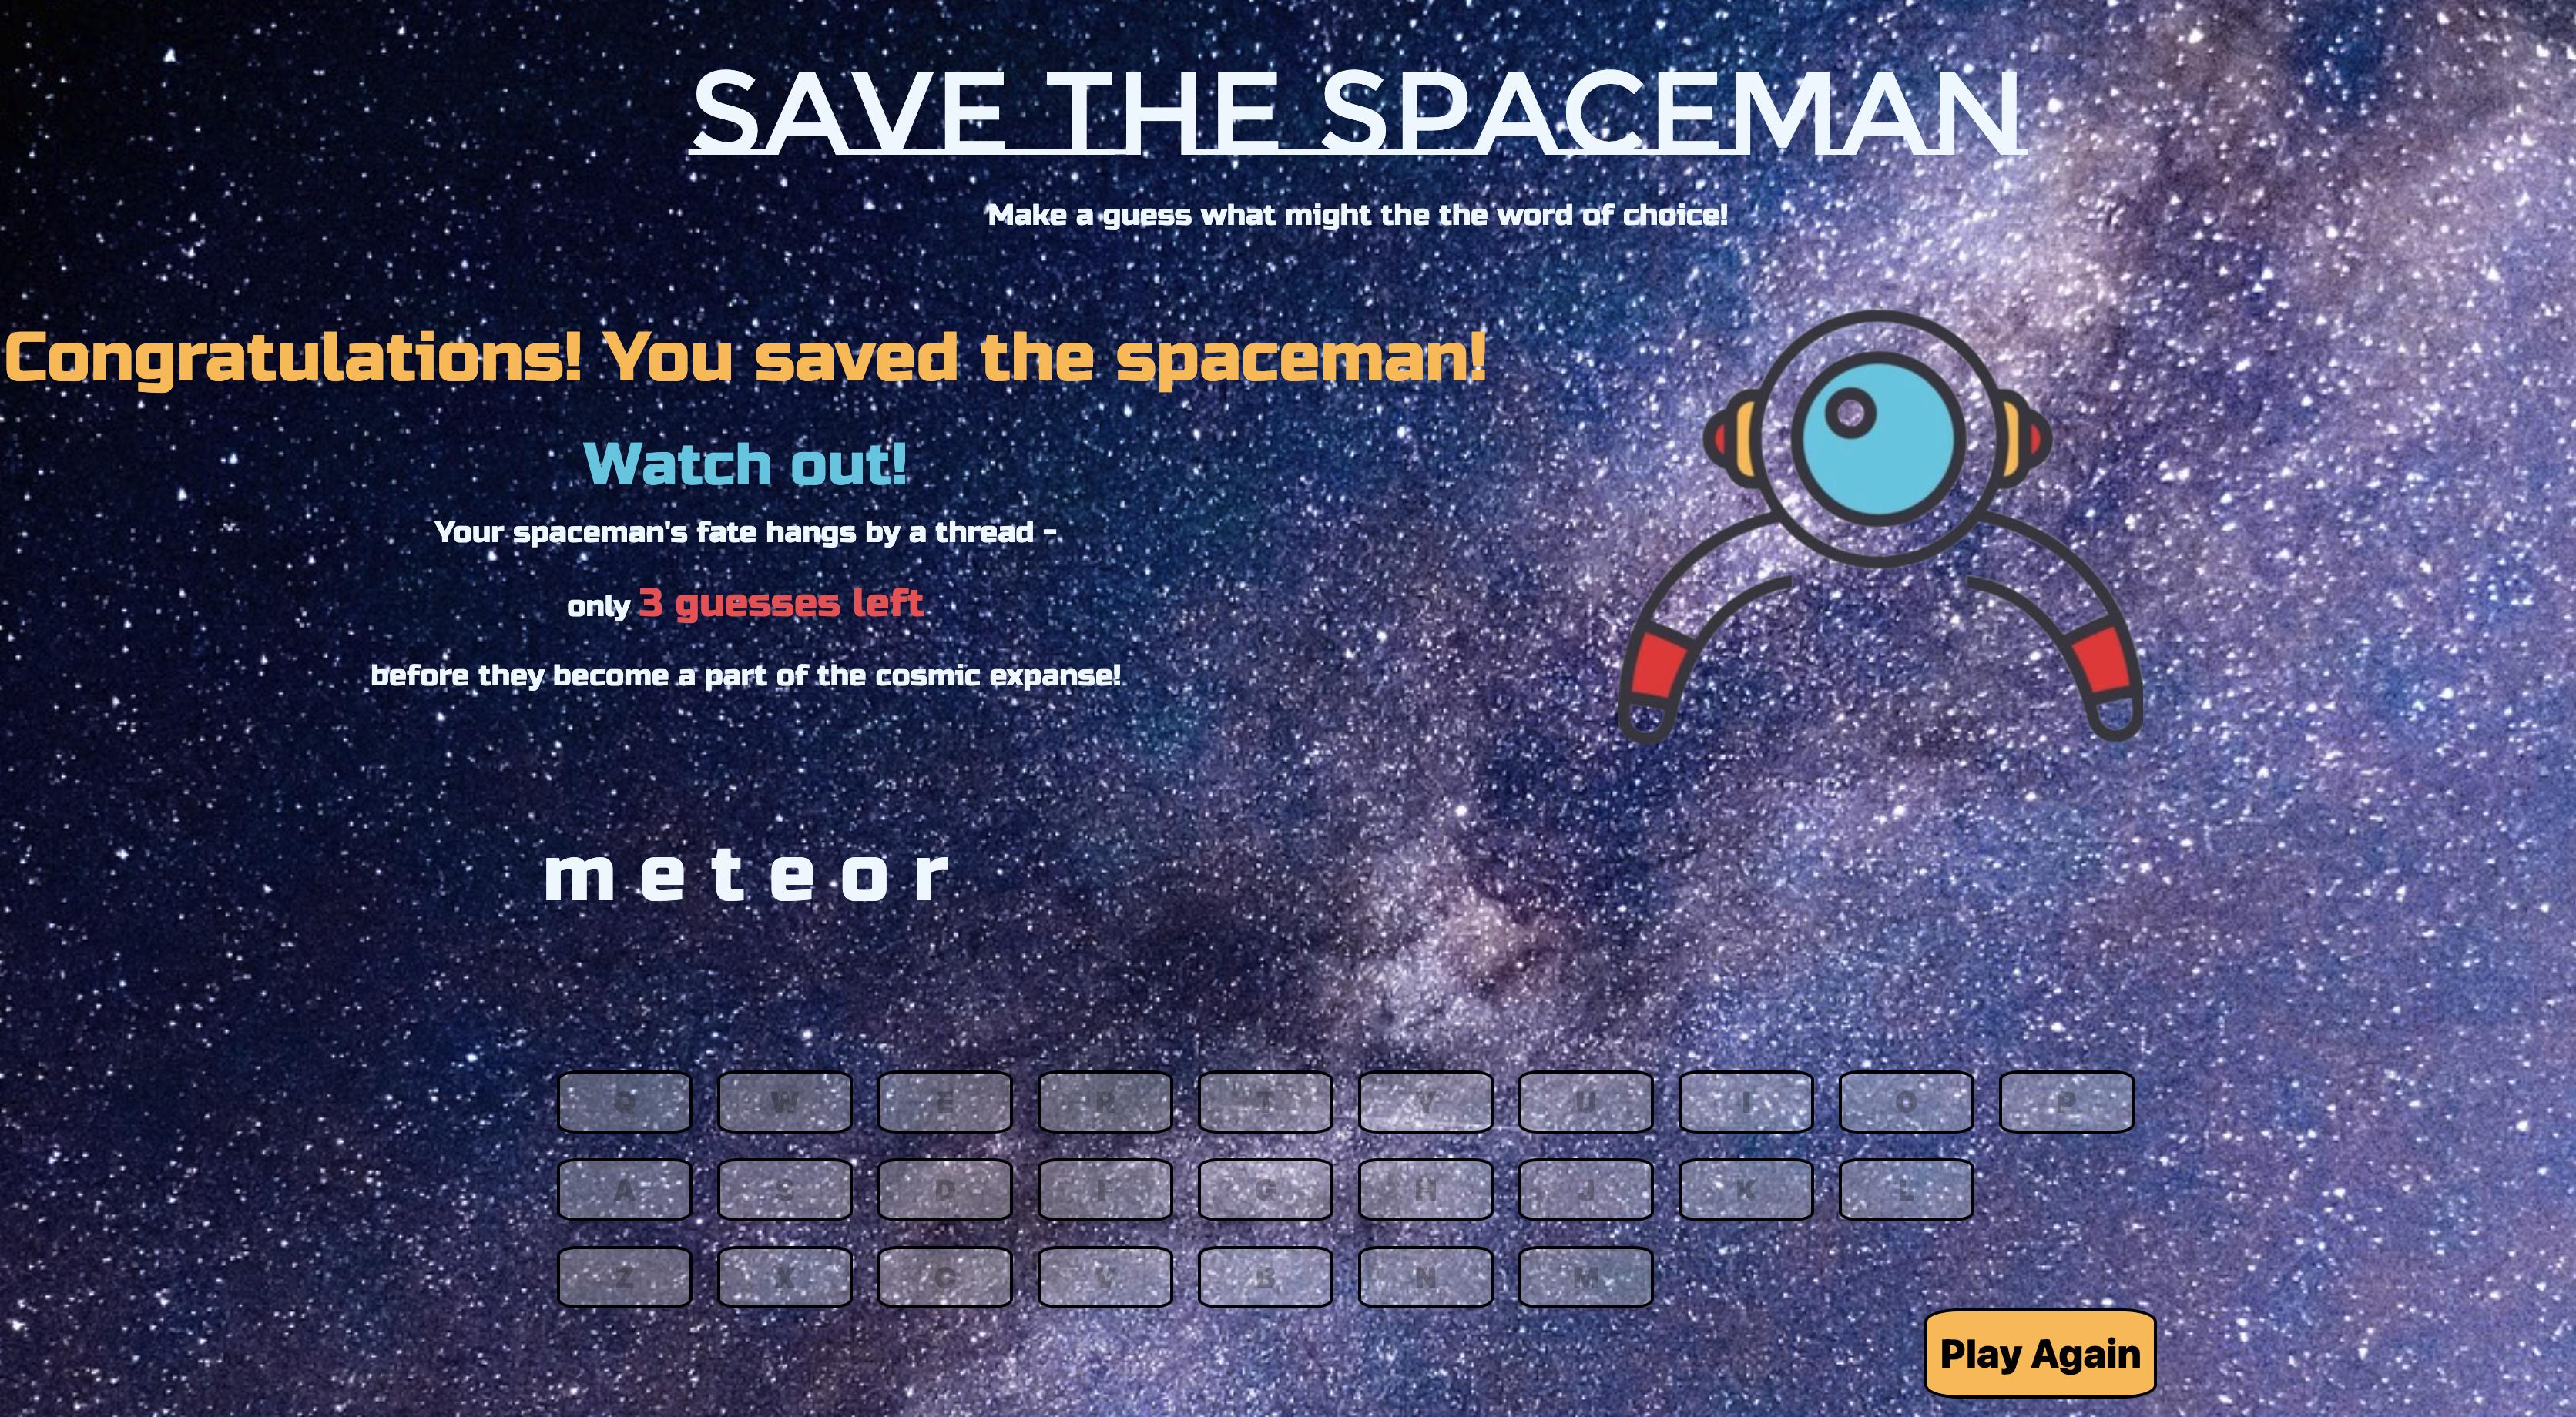 SAVE THE SPACEMAN
Make a guess what might the the word of choice!
Congratulations! You saved the spaceman!
Watch out!
Your spaceman's fate hangs by a thread -
only 3 guesses left
before they become a part of the cosmic expanse!
m e t e o r
Q W E R T Y U I O P
A S D F G H J K L
Z X C V B N M
Play Again